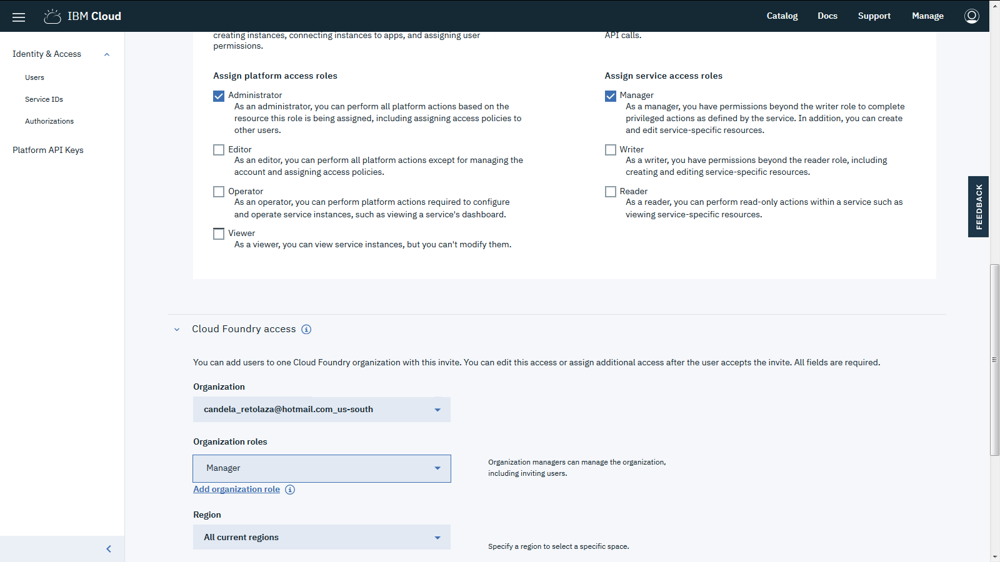 IBM Cloud
Catalog
Docs
Support
Manage
Identity & Access
Users
Service IDs
Authorizations
Platform API Keys
creating instances, connecting instances to apps, and assigning user
permissions.
API calls.
Assign platform access roles
Administrator
As an administrator, you can perform all platform actions based on the
resource this role is being assigned, including assigning access policies to
other users.
Editor
As an editor, you can perform all platform actions except for managing the
account and assigning access policies.
Operator
As an operator, you can perform platform actions required to configure
and operate service instances, such as viewing a service's dashboard.
Viewer
As a viewer, you can view service instances, but you can't modify them.
Assign service access roles
Manager
As a manager, you have permissions beyond the writer role to complete
privileged actions as defined by the service. In addition, you can create
and edit service-specific resources.
Writer
As a writer, you have permissions beyond the reader role, including
creating and editing service-specific resources.
Reader
As a reader, you can perform read-only actions within a service such as
viewing service-specific resources.
FEEDBACK
Cloud Foundry access
You can add users to one Cloud Foundry organization with this invite. You can edit this access or assign additional access after the user accepts the invite. All fields are required.
Organization
candela_retolaza@hotmail.com_us-south
Organization roles
Manager
Organization managers can manage the organization,
including inviting users.
Add organization role
Region
All current regions
Specify a region to select a specific space.